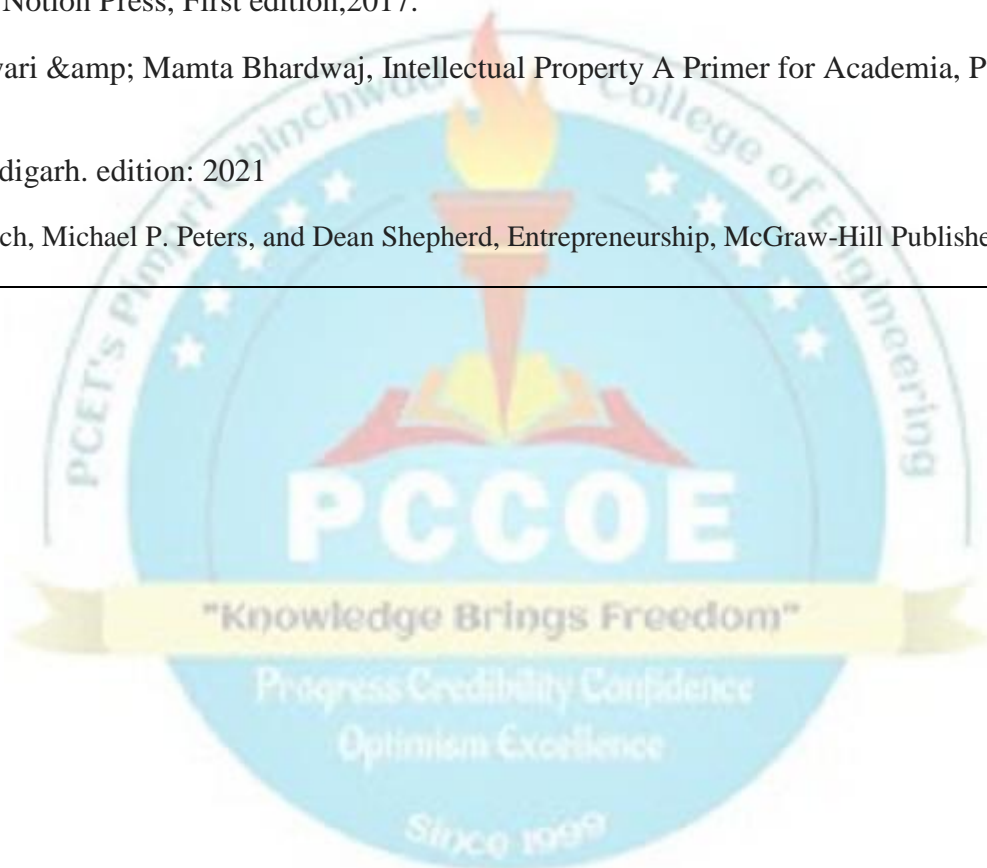 Notion Press, First edition,2017.
vari &amp; Mamta Bhardwaj, Intellectual Property A Primer for Academia, P
digarh. edition: 2021
ch, Michael P. Peters, and Dean Shepherd, Entrepreneurship, McGraw-Hill Publishe
PCET's Pimpri Chinchwad College of Engineering
PCCOE
"Knowledge Brings Freedom"
Progress Credibility Confidence
Optimism Excellence
Since 1999